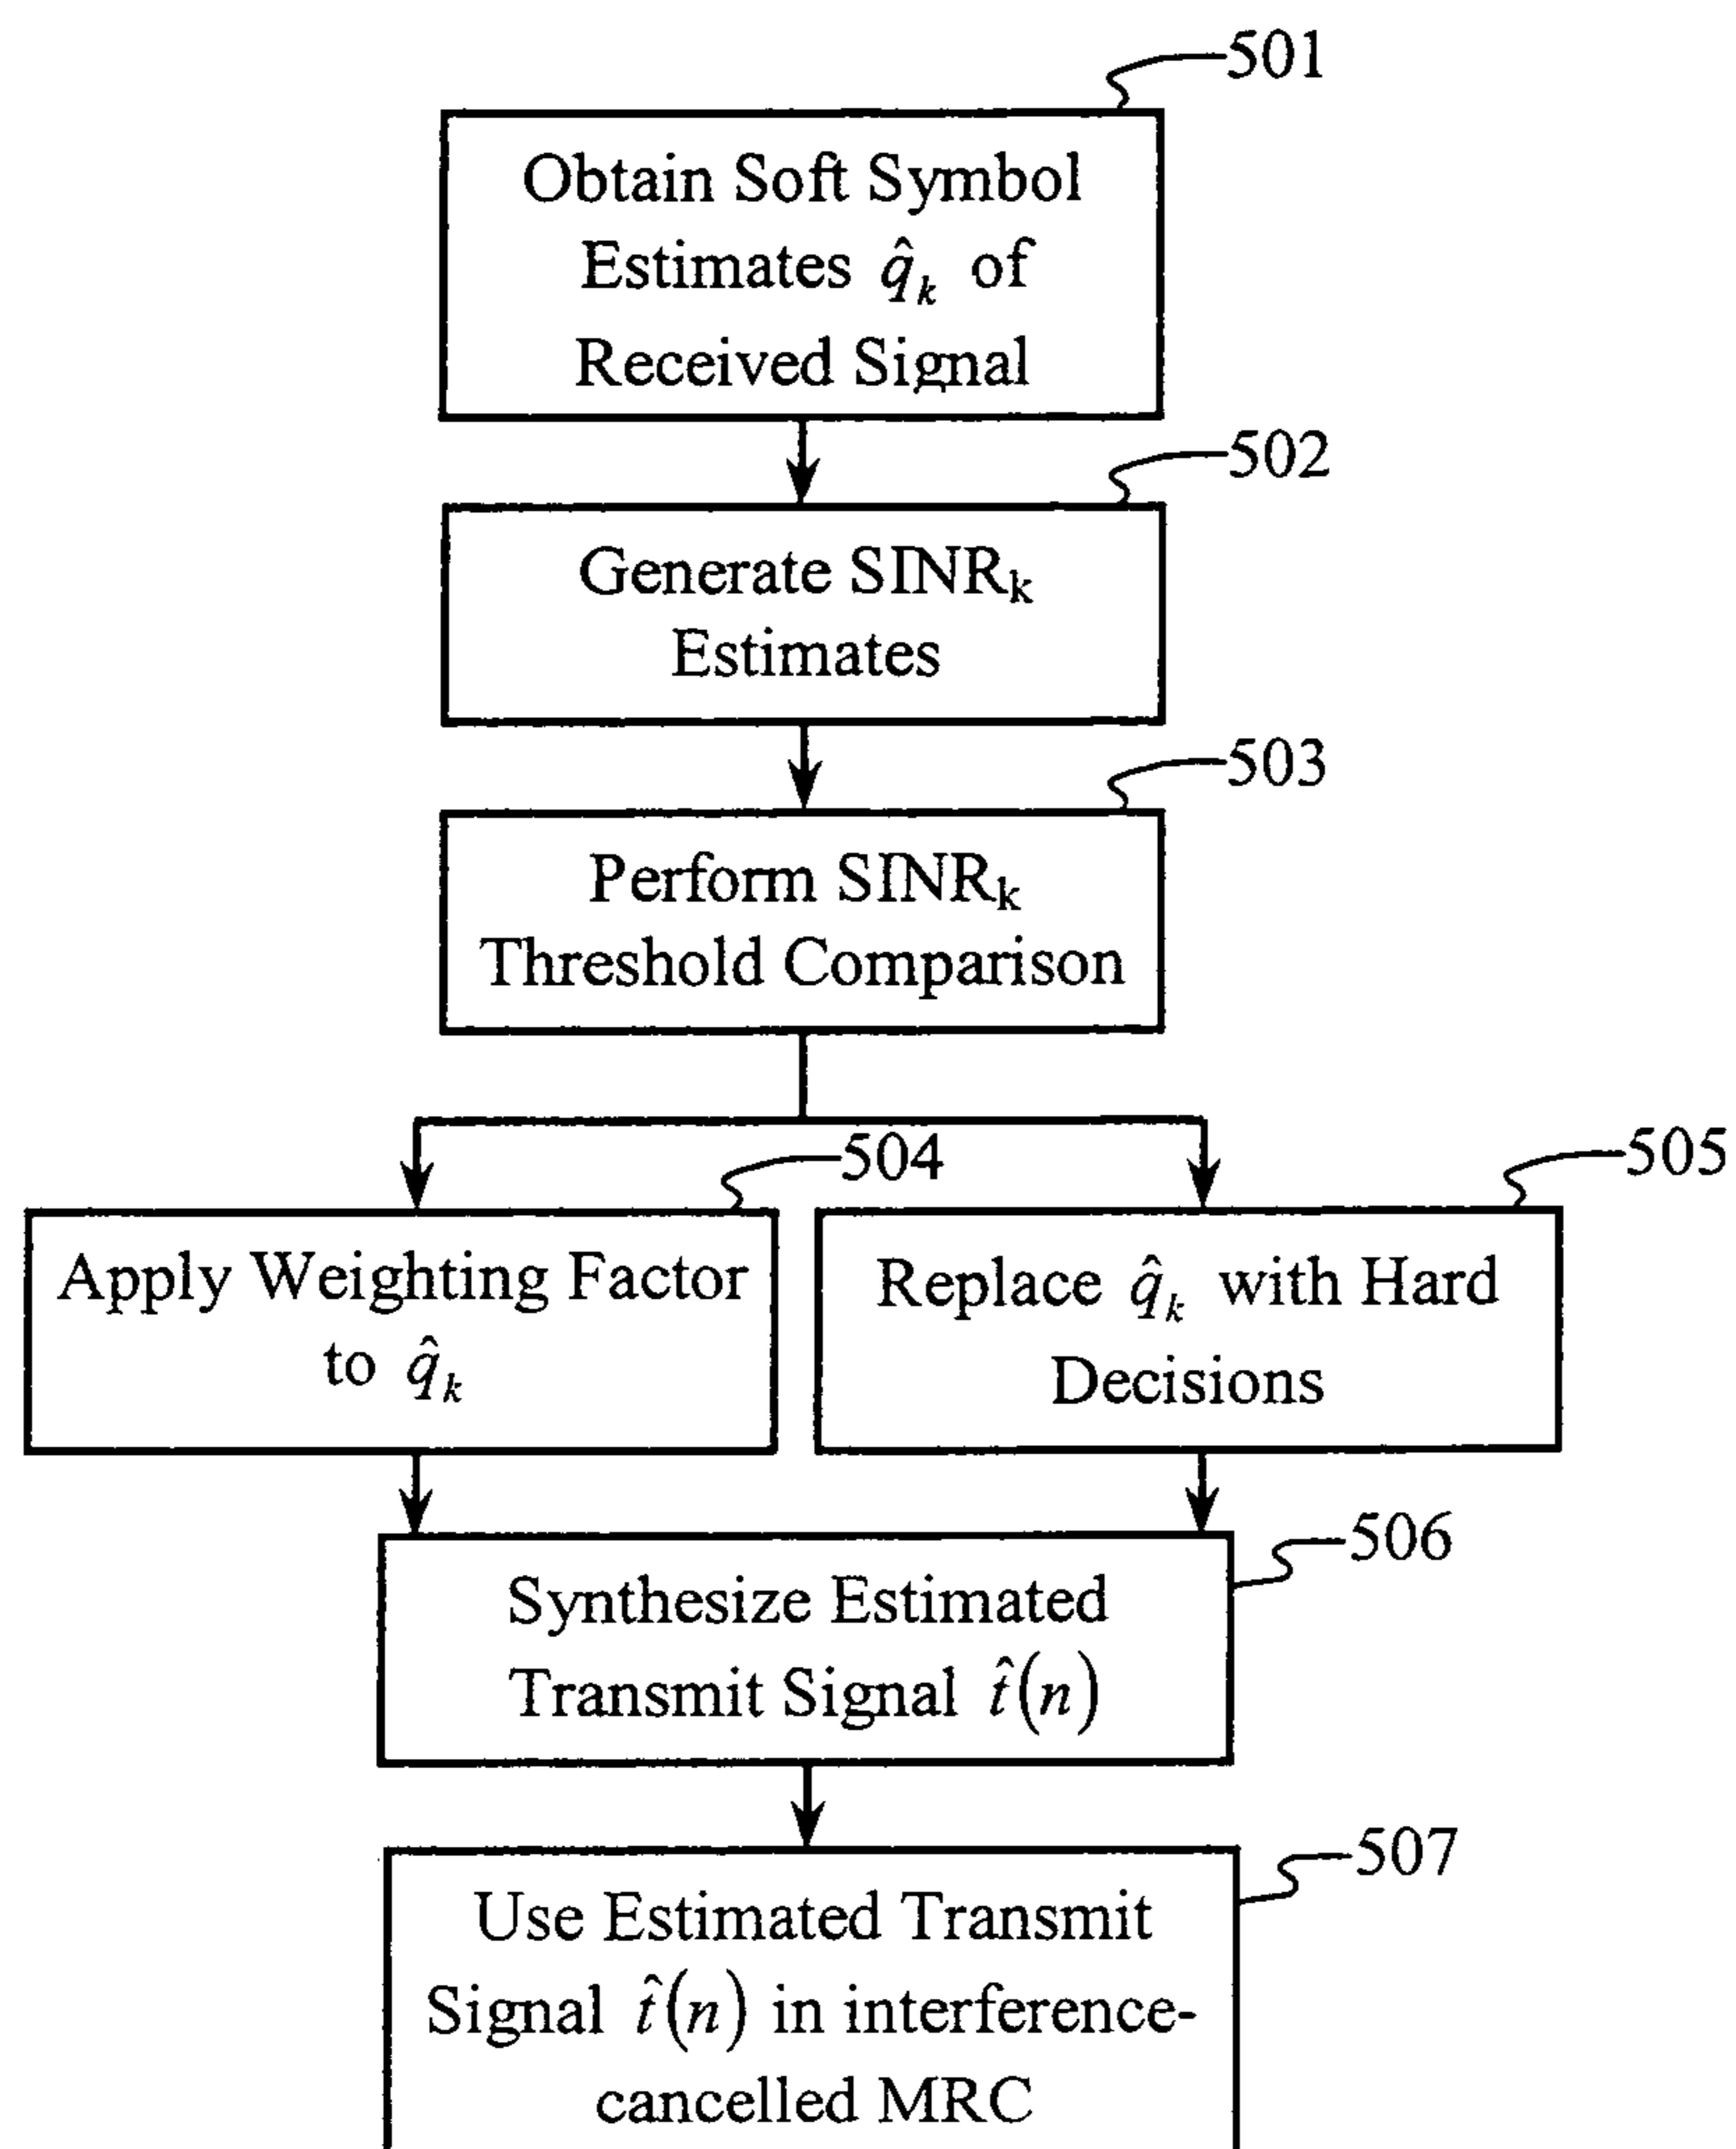 501
Obtain Soft Symbol
Estimates q̂ₖ of
Received Signal
502
Generate SINRₖ
Estimates
503
Perform SINRₖ
Threshold Comparison
504
Apply Weighting Factor
to q̂ₖ
505
Replace q̂ₖ with Hard
Decisions
506
Synthesize Estimated
Transmit Signal t̂(n)
507
Use Estimated Transmit
Signal t̂(n) in interference-
cancelled MRC